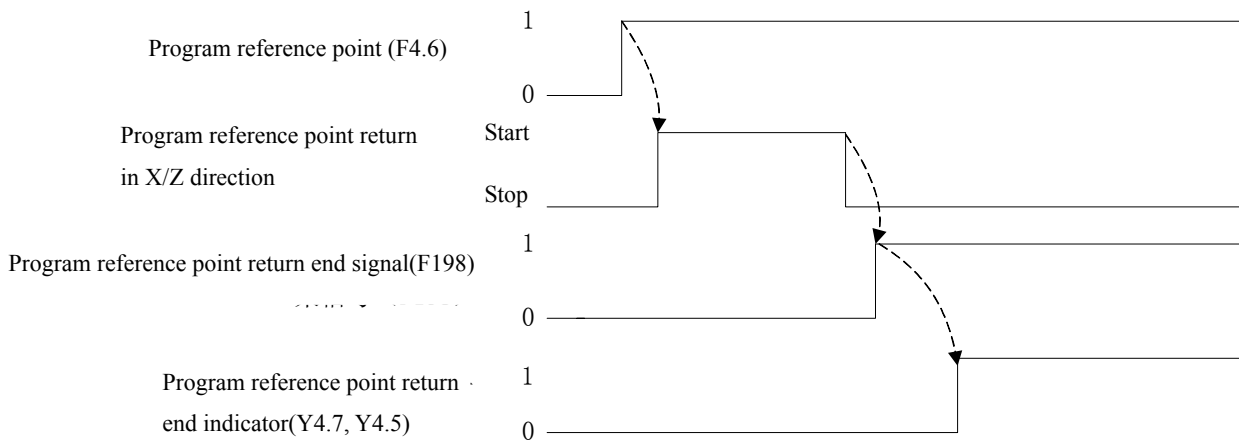 1
Program reference point (F4.6)
0
Program reference point return
in X/Z direction
Start
Stop
1
Program reference point return end signal(F198)
0
Program reference point return
end indicator(Y4.7, Y4.5)
1
0